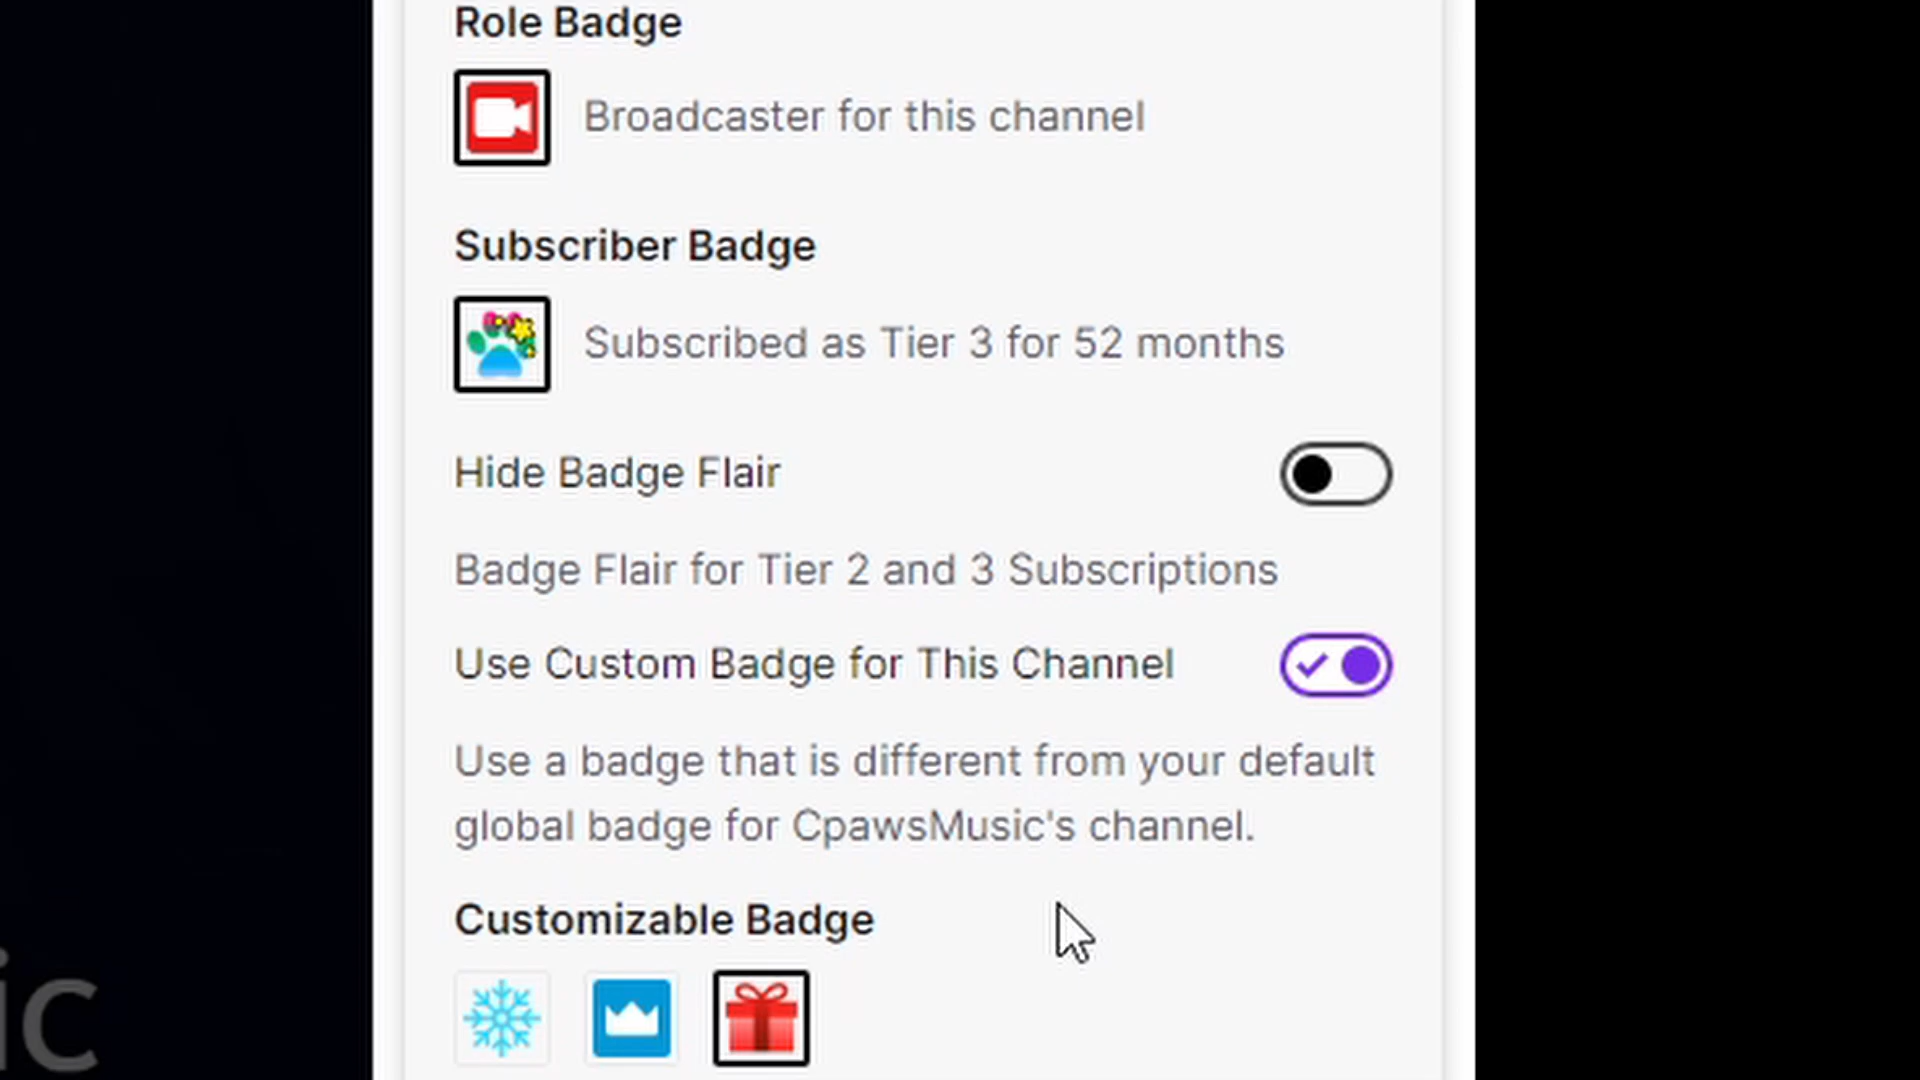 Role Badge
Broadcaster for this channel
Subscriber Badge
Subscribed as Tier 3 for 52 months
Hide Badge Flair
Badge Flair for Tier 2 and 3 Subscriptions
Use Custom Badge for This Channel
Use a badge that is different from your default
global badge for CpawsMusic's channel.
Customizable Badge
ic